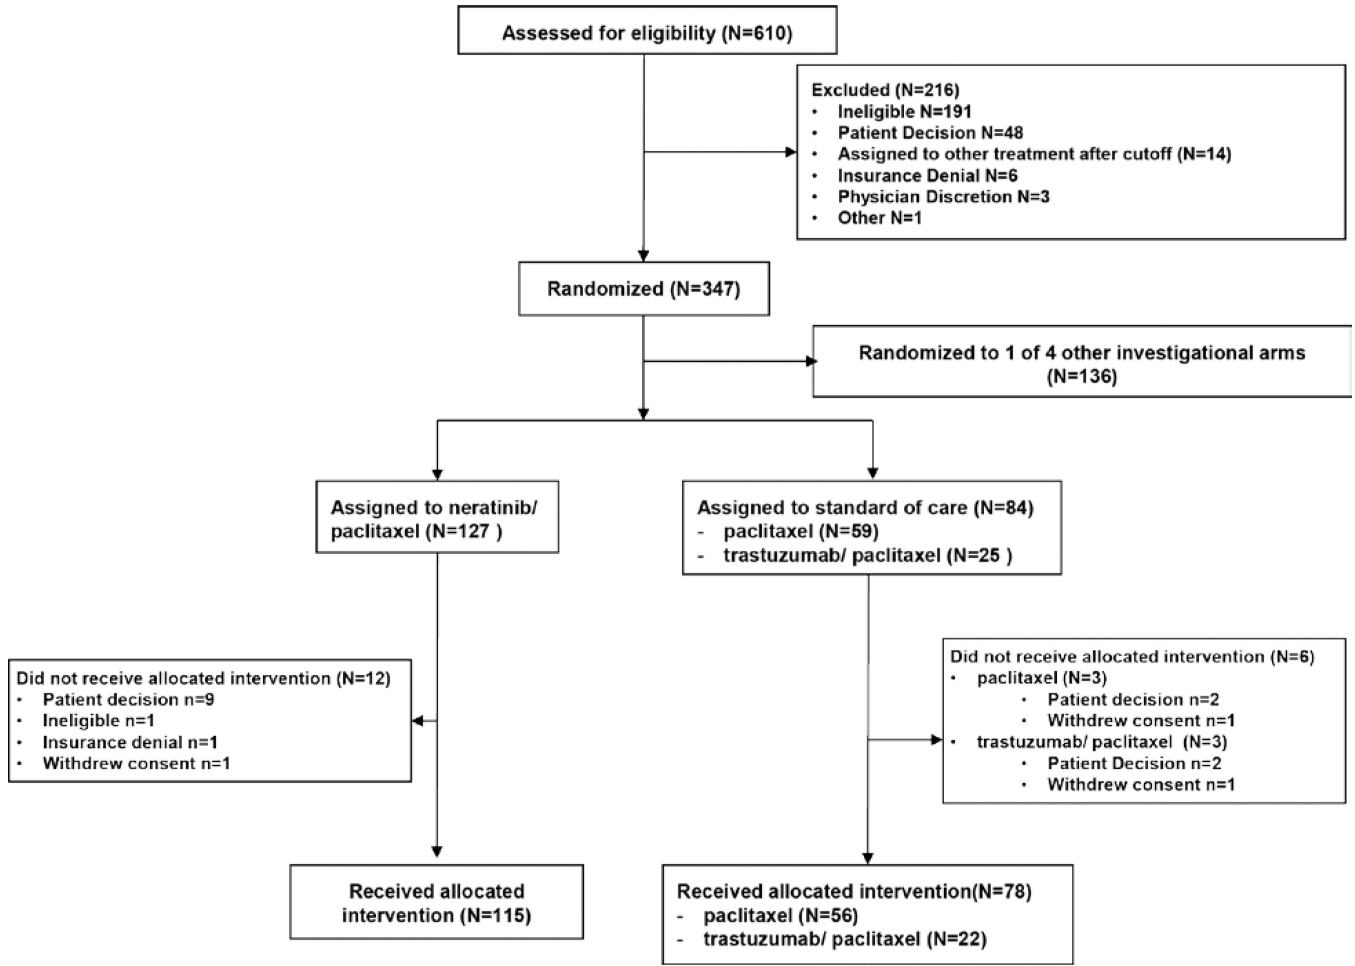 Assessed for eligibility (N=610)
Excluded (N=216)
• Ineligible N=191
• Patient Decision N=48
• Assigned to other treatment after cutoff (N=14)
• Insurance Denial N=6
• Physician Discretion N=3
• Other N=1
Randomized (N=347)
Randomized to 1 of 4 other investigational arms
(N=136)
Assigned to neratinib/
paclitaxel (N=127 )
Assigned to standard of care (N=84)
- paclitaxel (N=59)
- trastuzumab/ paclitaxel (N=25 )
Did not receive allocated intervention (N=12)
• Patient decision n=9
• Ineligible n=1
• Insurance denial n=1
• Withdrew consent n=1
Did not receive allocated intervention (N=6)
• paclitaxel (N=3)
• Patient decision n=2
• Withdrew consent n=1
• trastuzumab/ paclitaxel (N=3)
• Patient Decision n=2
• Withdrew consent n=1
Received allocated
intervention (N=115)
Received allocated intervention(N=78)
- paclitaxel (N=56)
- trastuzumab/ paclitaxel (N=22)